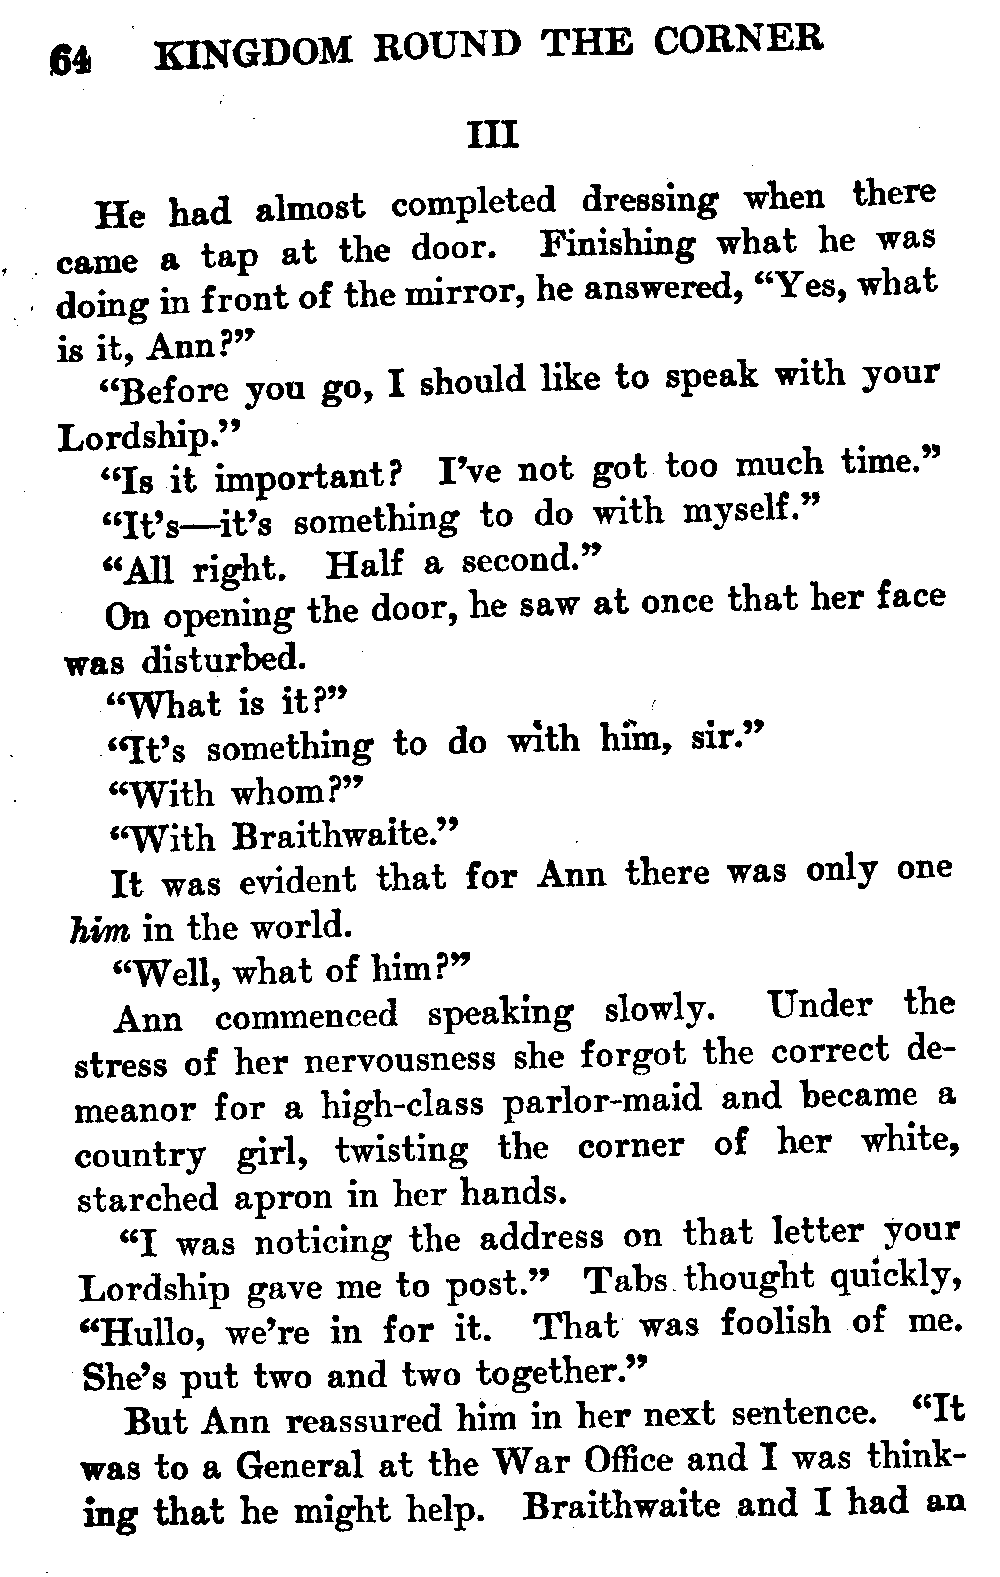 64 KINGDOM ROUND THE CORNER
III
He had almost completed dressing when there
came a tap at the door. Finishing what he was
doing in front of the mirror, he answered, “Yes, what
is it, Ann?”
“Before you go, I should like to speak with your
Lordship.”
“Is it important? I’ve not got too much time.”
“It’s—it’s something to do with myself.”
“All right. Half a second.”
On opening the door, he saw at once that her face
was disturbed.
“What is it?”
“It’s something to do with him, sir.”
“With whom?”
“With Braithwaite.”
It was evident that for Ann there was only one
him in the world.
“Well, what of him?”
Ann commenced speaking slowly. Under the
stress of her nervousness she forgot the correct de-
meanor for a high-class parlor-maid and became a
country girl, twisting the corner of her white,
starched apron in her hands.
“I was noticing the address on that letter your
Lordship gave me to post.” Tabs thought quickly,
“Hullo, we’re in for it. That was foolish of me.
She’s put two and two together.”
But Ann reassured him in her next sentence. “It
was to a General at the War Office and I was think-
ing that he might help. Braithwaite and I had an